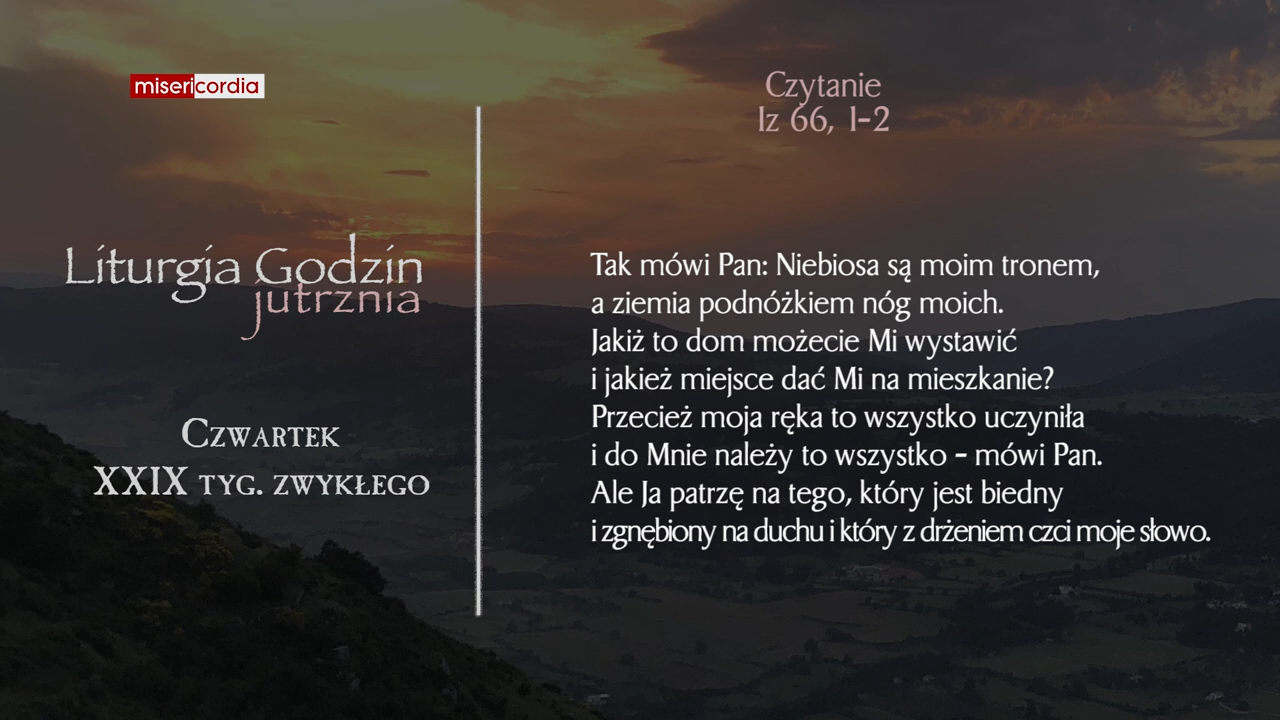 misericordia
Liturgia Godzin
jutrznia
Czwartek
XXIX tyg. zwykłego
Czytanie
Iz 66, 1-2
Tak mówi Pan: Niebiosa są moim tronem,
a ziemia podnóżkiem nóg moich.
Jakiż to dom możecie Mi wystawić
i jakież miejsce dać Mi na mieszkanie?
Przecież moja ręka to wszystko uczyniła
i do Mnie należy to wszystko - mówi Pan.
Ale Ja patrzę na tego, który jest biedny
i zgnębiony na duchu i który z drżeniem czci moje słowo.